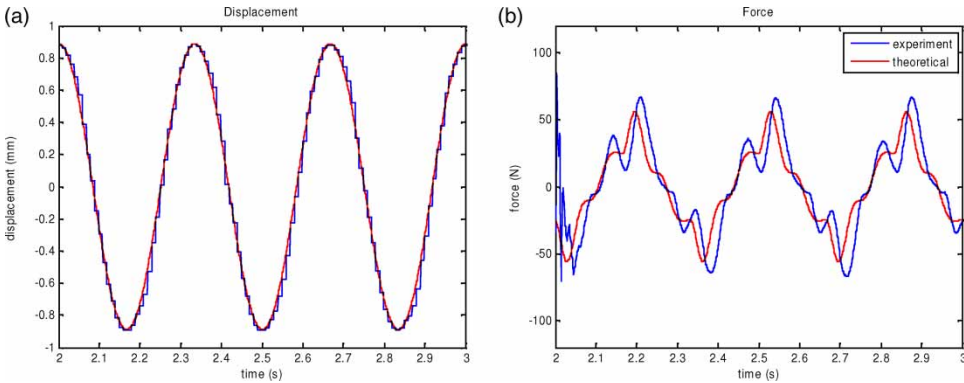 (a)
Displacement
displacement (mm)
1
0.8
0.6
0.4
0.2
0
-0.2
-0.4
-0.6
-0.8
-1
2 2.1 2.2 2.3 2.4 2.5 2.6 2.7 2.8 2.9 3
time (s)
(b)
Force
force (N)
100
50
0
-50
-100
experiment
theoretical
2 2.1 2.2 2.3 2.4 2.5 2.6 2.7 2.8 2.9 3
time (s)